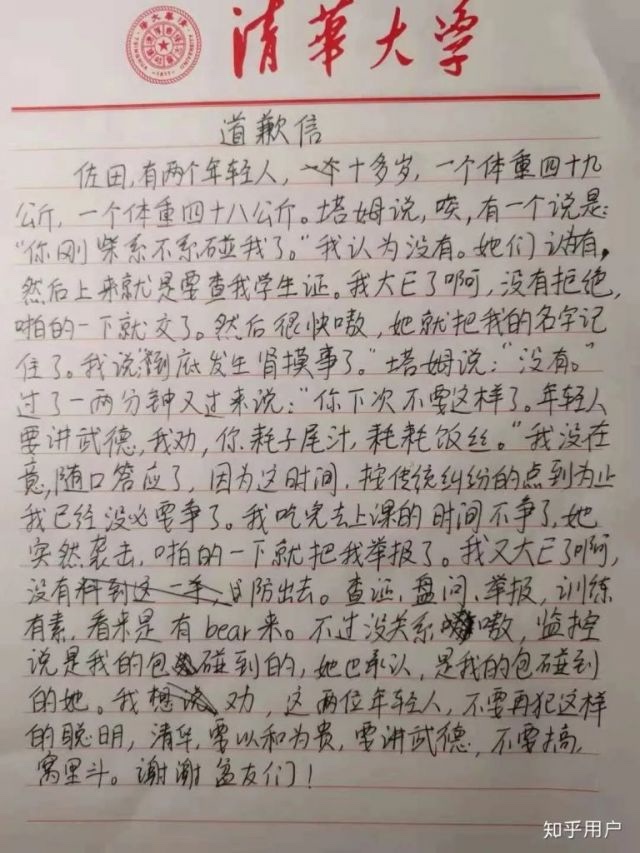 清華大学
道歉信
佐田,有两个年轻人,一个十多岁,一个体重四十九
公斤,一个体重四十八公斤。塔姆说,唉,有一个说是:
“你刚柴系不系碰我了。”我认为没有。她们认为有,
然后上来就是要查我学生证。我大E了啊,没有拒绝,
啪的一下就交了。然后很快嗷,她就把我的名字记
住了。我说:“到底发生肾摸事了。”塔姆说:“没有。”
过了一两分钟又过来说:“你下次不要这样了。年轻人
要讲武德,我劝,你耗子尾汁,耗耗饭丝。”我没在
意,随口答应了,因为这时间,按传统纠纷的点到为止
我已经没必要争了。我吃完去上课的时间不争了,她
突然袭击,啪的一下就把我举报了。我又大E了啊,
没有防出去。查证,盘问,举报,训练
有素,看来是有bear来。不过没关系嗷,监控
说是我的包碰到的,她也承认,是我的包碰到
的她。我劝,这两位年轻人,不要再犯这样
的聪明,清华,要以和为贵,要讲武德,不要搞,
窝里斗。谢谢盆友们!
知乎用户